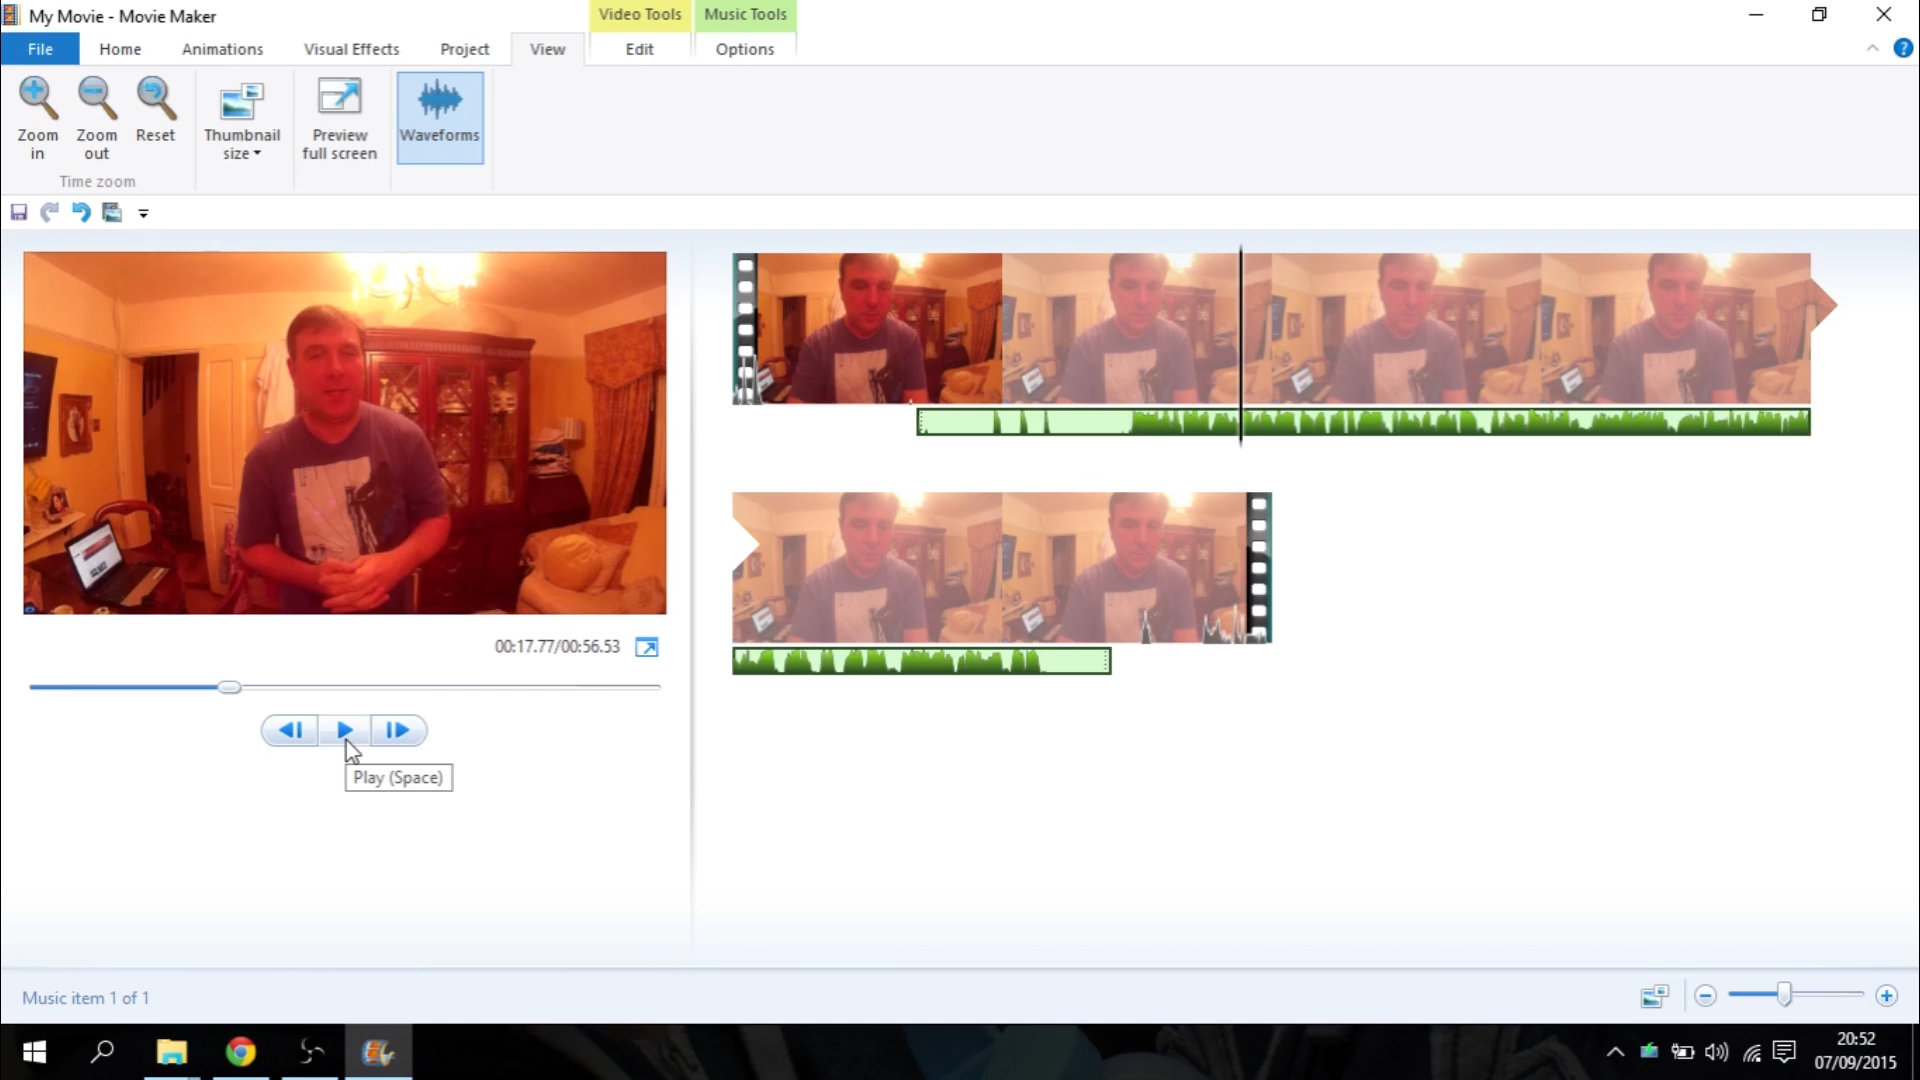 My Movie - Movie Maker
Video Tools
Music Tools
File
Home
Animations
Visual Effects
Project
View
Edit
Options
?
Zoom
in
Zoom
out
Reset
Thumbnail
size
Preview
full screen
Waveforms
Time zoom
00:17.77/00:56.53
Play (Space)
Music item 1 of 1
20:52
07/09/2015